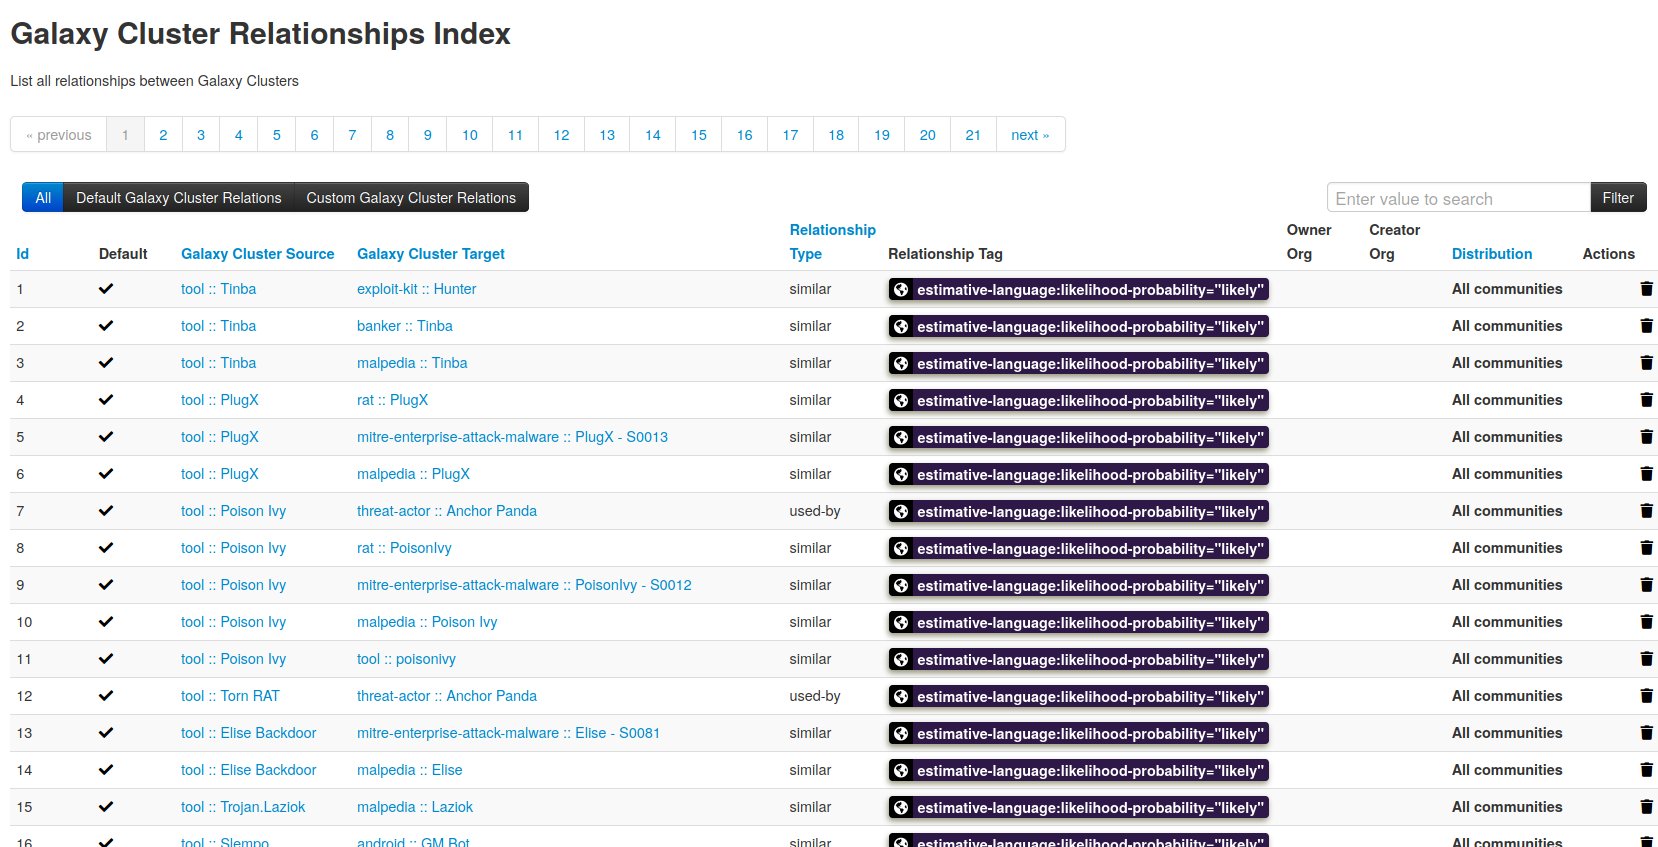 Galaxy Cluster Relationships Index
List all relationships between Galaxy Clusters
« previous 1 2 3 4 5 6 7 8 9 10 11 12 13 14 15 16 17 18 19 20 21 next »
All Default Galaxy Cluster Relations Custom Galaxy Cluster Relations Enter value to search Filter
Id Default Galaxy Cluster Source Galaxy Cluster Target Relationship Type Relationship Tag Owner Org Creator Org Distribution Actions
1 tool :: Tinba exploit-kit :: Hunter similar estimative-language:likelihood-probability="likely" All communities
2 tool :: Tinba banker :: Tinba similar estimative-language:likelihood-probability="likely" All communities
3 tool :: Tinba malpedia :: Tinba similar estimative-language:likelihood-probability="likely" All communities
4 tool :: PlugX rat :: PlugX similar estimative-language:likelihood-probability="likely" All communities
5 tool :: PlugX mitre-enterprise-attack-malware :: PlugX - S0013 similar estimative-language:likelihood-probability="likely" All communities
6 tool :: PlugX malpedia :: PlugX similar estimative-language:likelihood-probability="likely" All communities
7 tool :: Poison Ivy threat-actor :: Anchor Panda used-by estimative-language:likelihood-probability="likely" All communities
8 tool :: Poison Ivy rat :: PoisonIvy similar estimative-language:likelihood-probability="likely" All communities
9 tool :: Poison Ivy mitre-enterprise-attack-malware :: PoisonIvy - S0012 similar estimative-language:likelihood-probability="likely" All communities
10 tool :: Poison Ivy malpedia :: Poison Ivy similar estimative-language:likelihood-probability="likely" All communities
11 tool :: Poison Ivy tool :: poisonivy similar estimative-language:likelihood-probability="likely" All communities
12 tool :: Torn RAT threat-actor :: Anchor Panda used-by estimative-language:likelihood-probability="likely" All communities
13 tool :: Elise Backdoor mitre-enterprise-attack-malware :: Elise - S0081 similar estimative-language:likelihood-probability="likely" All communities
14 tool :: Elise Backdoor malpedia :: Elise similar estimative-language:likelihood-probability="likely" All communities
15 tool :: Trojan.Laziok malpedia :: Laziok similar estimative-language:likelihood-probability="likely" All communities
16 tool :: Slempo android :: GM Bot similar estimative-language:likelihood-probability="likely" All communities